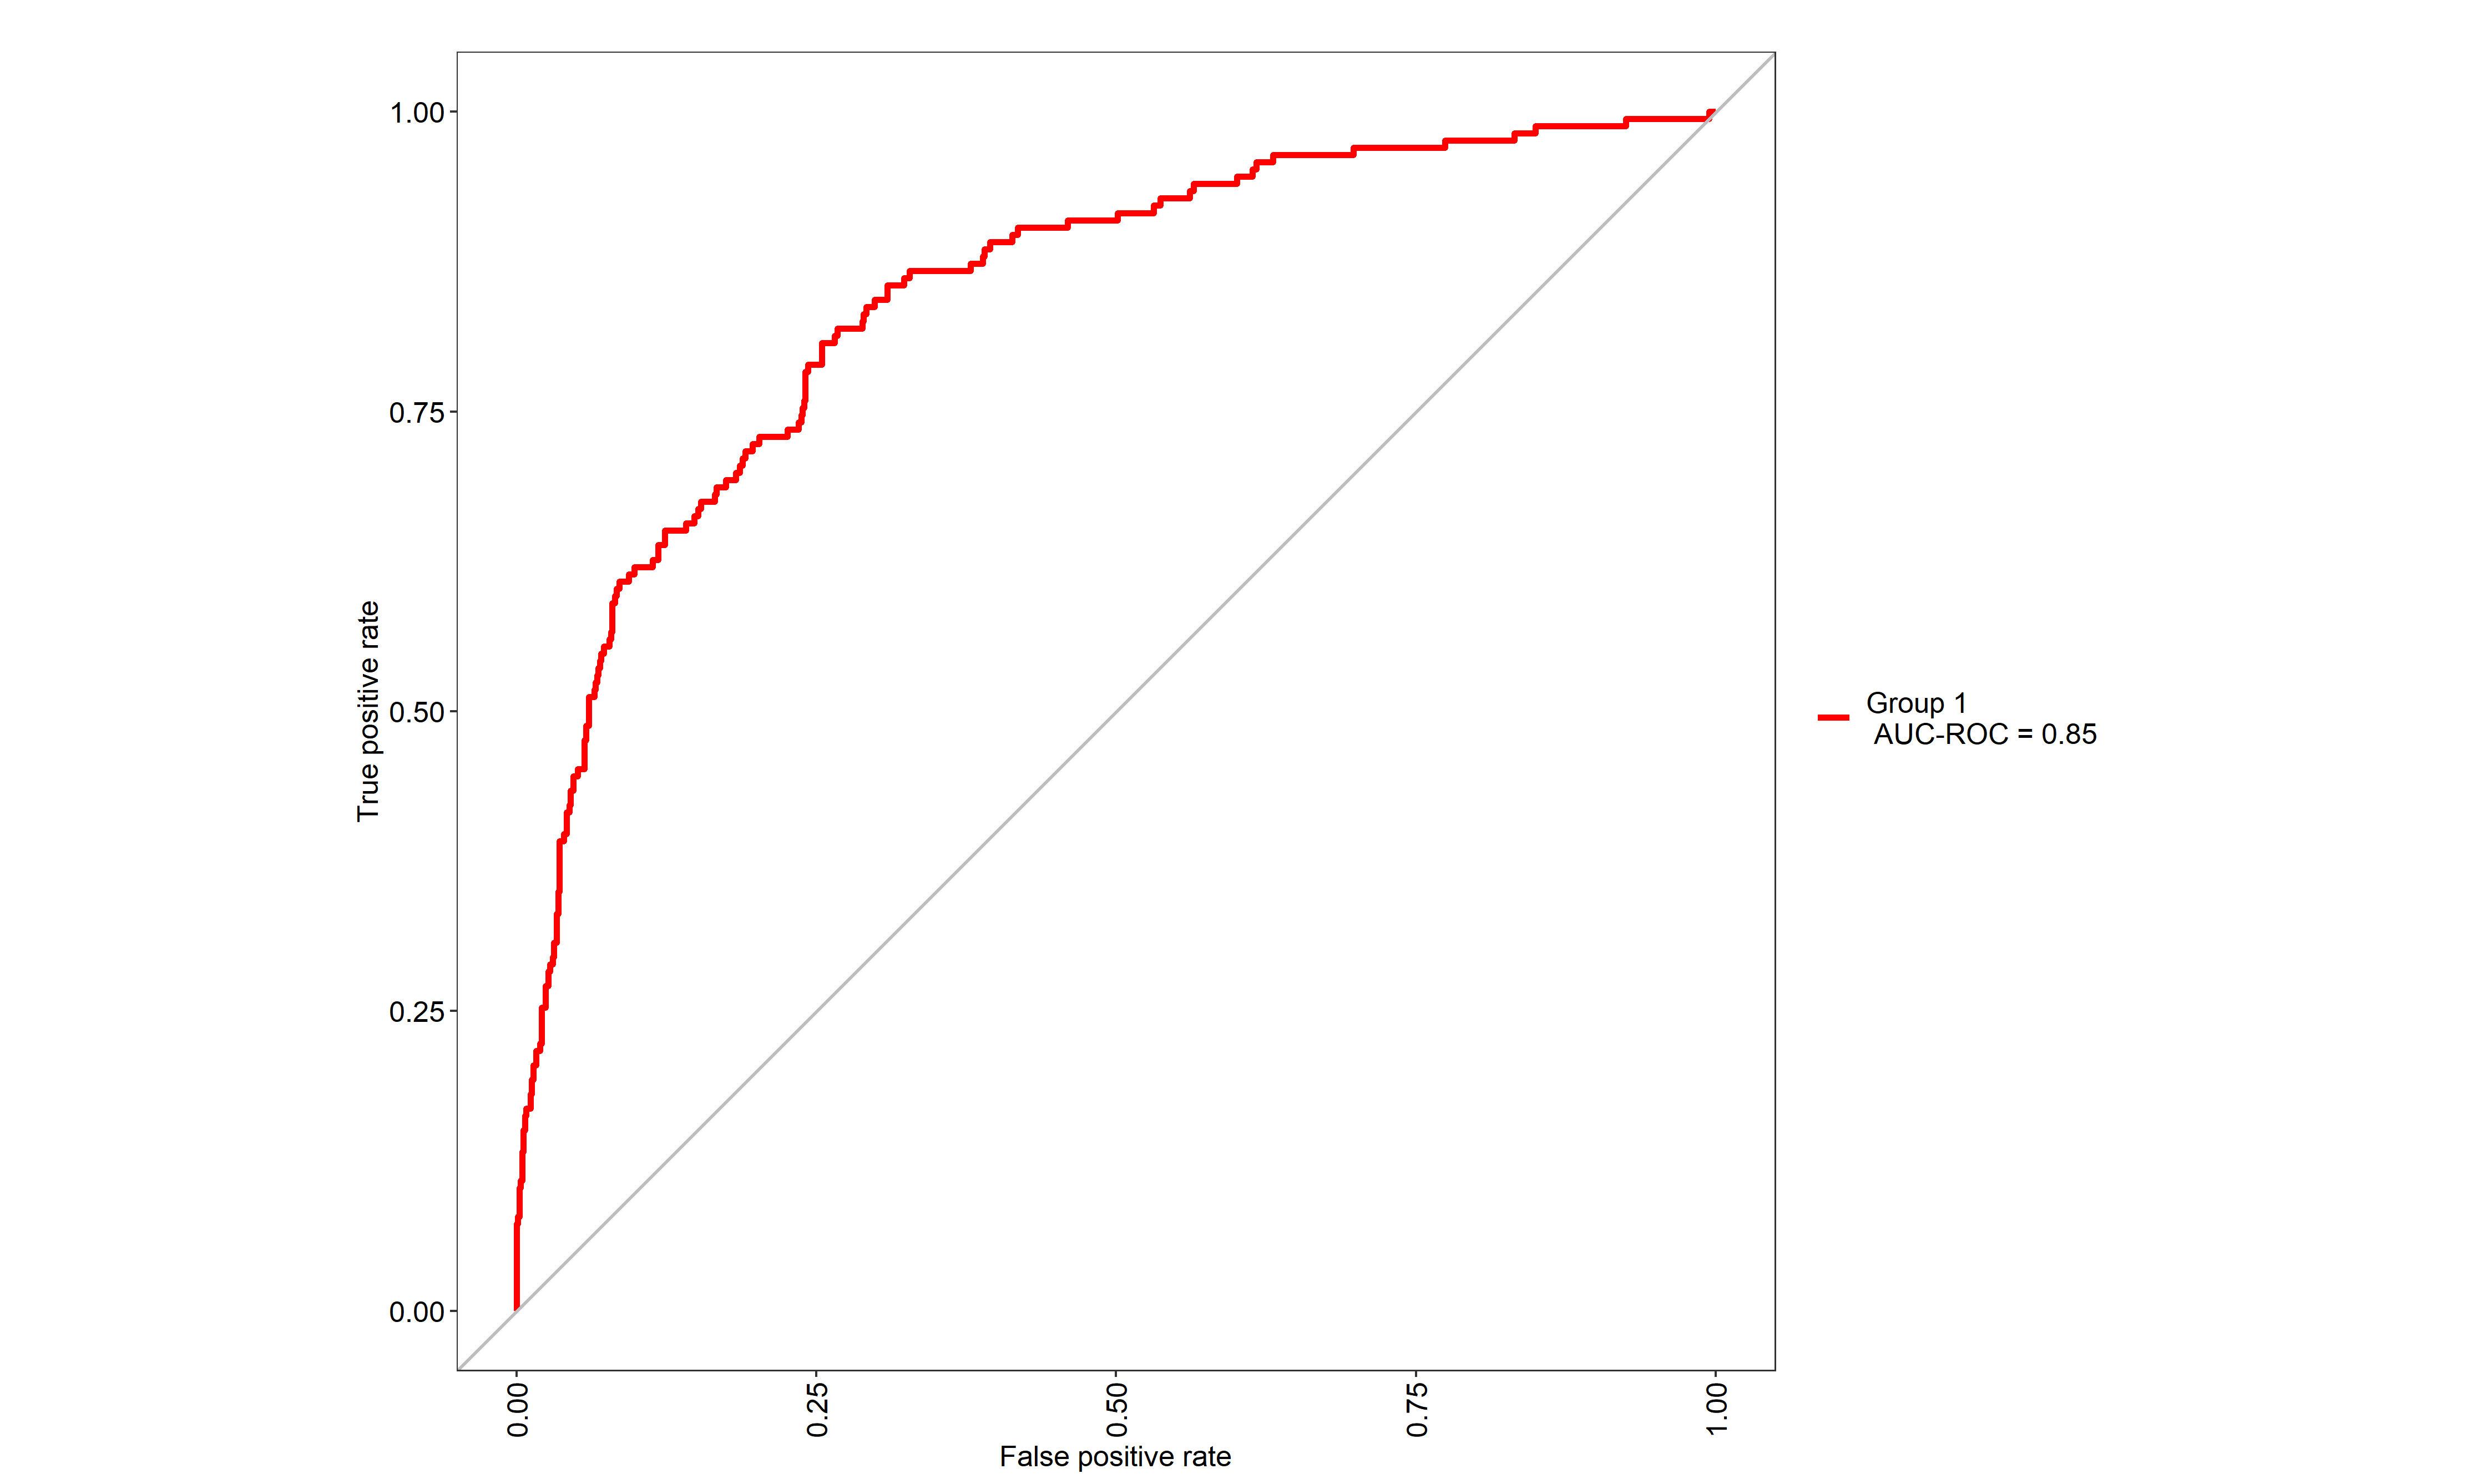 1.00
0.75
0.50
0.25
0.00
True positive rate
0.00
0.25
0.50
0.75
1.00
False positive rate
Group 1
AUC-ROC = 0.85